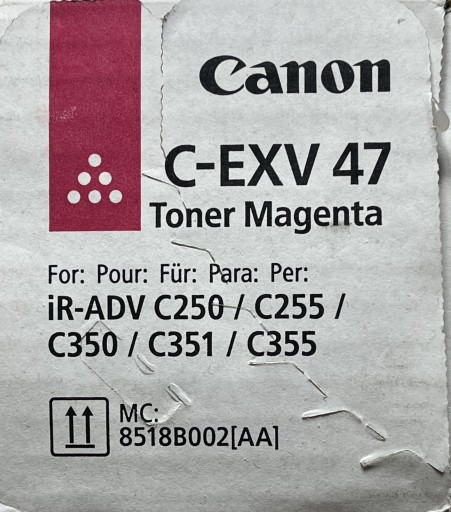 Canon
C-EXV 47
Toner Magenta
For: Pour: Für: Para: Per:
iR-ADV C250 / C255 /
C350 / C351 / C355
MC:
8518B002[AA]